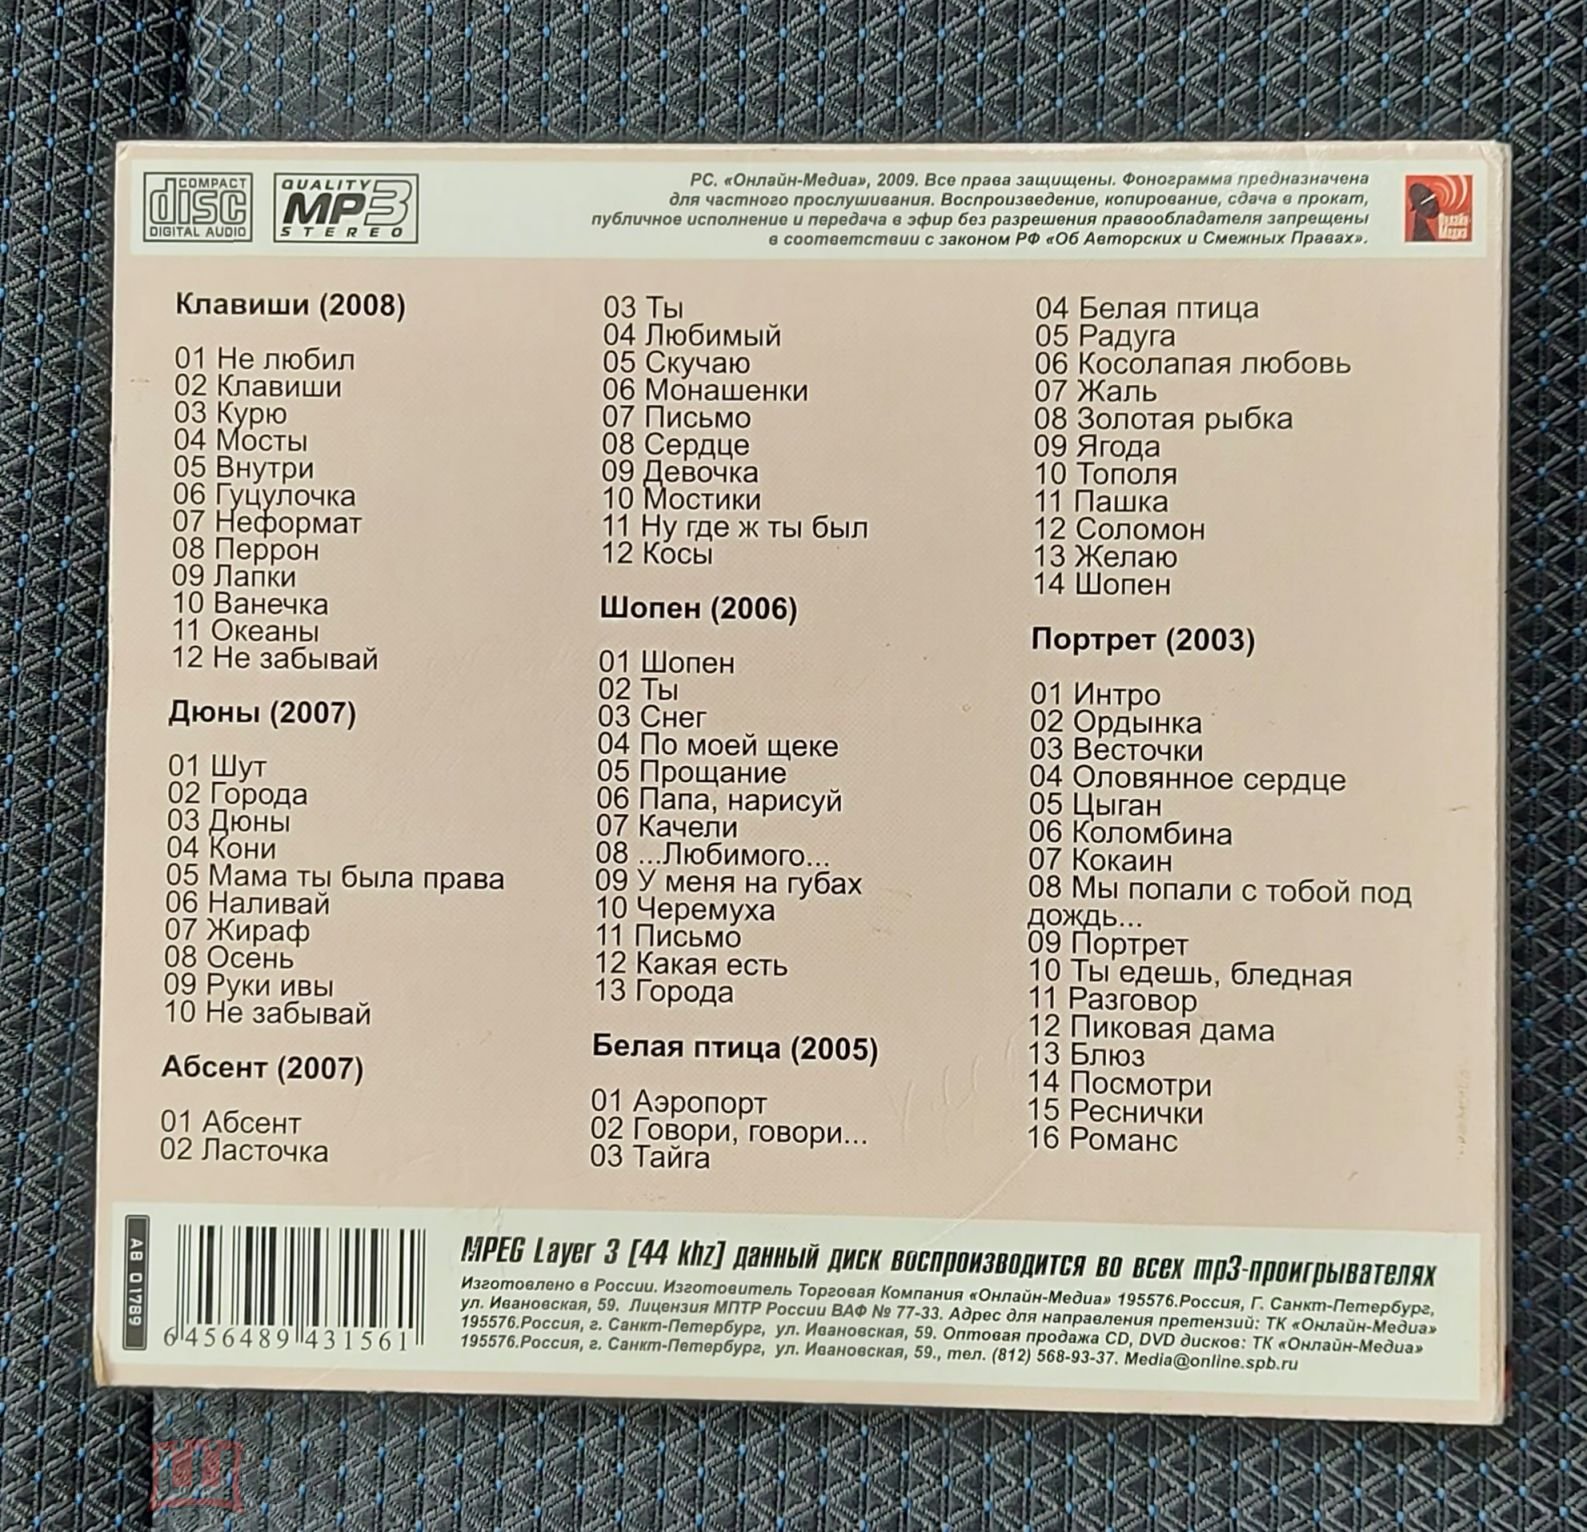 COMPACT
disc
DIGITAL AUDIO
QUALITY
MP3
STEREO
РС. «Онлайн-Медиа», 2009. Все права защищены. Фонограмма предназначена
для частного прослушивания. Воспроизведение, копирование, сдача в прокат,
публичное исполнение и передача в эфир без разрешения правообладателя запрещены
в соответствии с законом РФ «Об Авторских и Смежных Правах».
Онлайн-
Медиа
Клавиши (2008)
01 Не любил
02 Клавиши
03 Курю
04 Мосты
05 Внутри
06 Гуцулочка
07 Неформат
08 Перрон
09 Лапки
10 Ванечка
11 Океаны
12 Не забывай
Дюны (2007)
01 Шут
02 Города
03 Дюны
04 Кони
05 Мама ты была права
06 Наливай
07 Жираф
08 Осень
09 Руки ивы
10 Не забывай
Абсент (2007)
01 Абсент
02 Ласточка
03 Ты
04 Любимый
05 Скучаю
06 Монашенки
07 Письмо
08 Сердце
09 Девочка
10 Мостики
11 Ну где ж ты был
12 Косы
Шопен (2006)
01 Шопен
02 Ты
03 Снег
04 По моей щеке
05 Прощание
06 Папа, нарисуй
07 Качели
08 ...Любимого...
09 У меня на губах
10 Черемуха
11 Письмо
12 Какая есть
13 Города
Белая птица (2005)
01 Аэропорт
02 Говори, говори...
03 Тайга
04 Белая птица
05 Радуга
06 Косолапая любовь
07 Жаль
08 Золотая рыбка
09 Ягода
10 Тополя
11 Пашка
12 Соломон
13 Желаю
14 Шопен
Портрет (2003)
01 Интро
02 Ордынка
03 Весточки
04 Оловянное сердце
05 Цыган
06 Коломбина
07 Кокаин
08 Мы попали с тобой под
дождь...
09 Портрет
10 Ты едешь, бледная
11 Разговор
12 Пиковая дама
13 Блюз
14 Посмотри
15 Реснички
16 Романс
АВ 01789
6 456489 431561
MPEG Layer 3 [44 khz] данный диск воспроизводится во всех mp3-проигрывателях
Изготовлено в России. Изготовитель Торговая Компания «Онлайн-Медиа» 195576.Россия, Г. Санкт-Петербург,
ул. Ивановская, 59. Лицензия МПТР России ВАФ № 77-33. Адрес для направления претензий: ТК «Онлайн-Медиа»
195576.Россия, г. Санкт-Петербург, ул. Ивановская, 59. Оптовая продажа CD, DVD дисков: ТК «Онлайн-Медиа»
195576.Россия, г. Санкт-Петербург, ул. Ивановская, 59., тел. (812) 568-93-37. Media@online.spb.ru